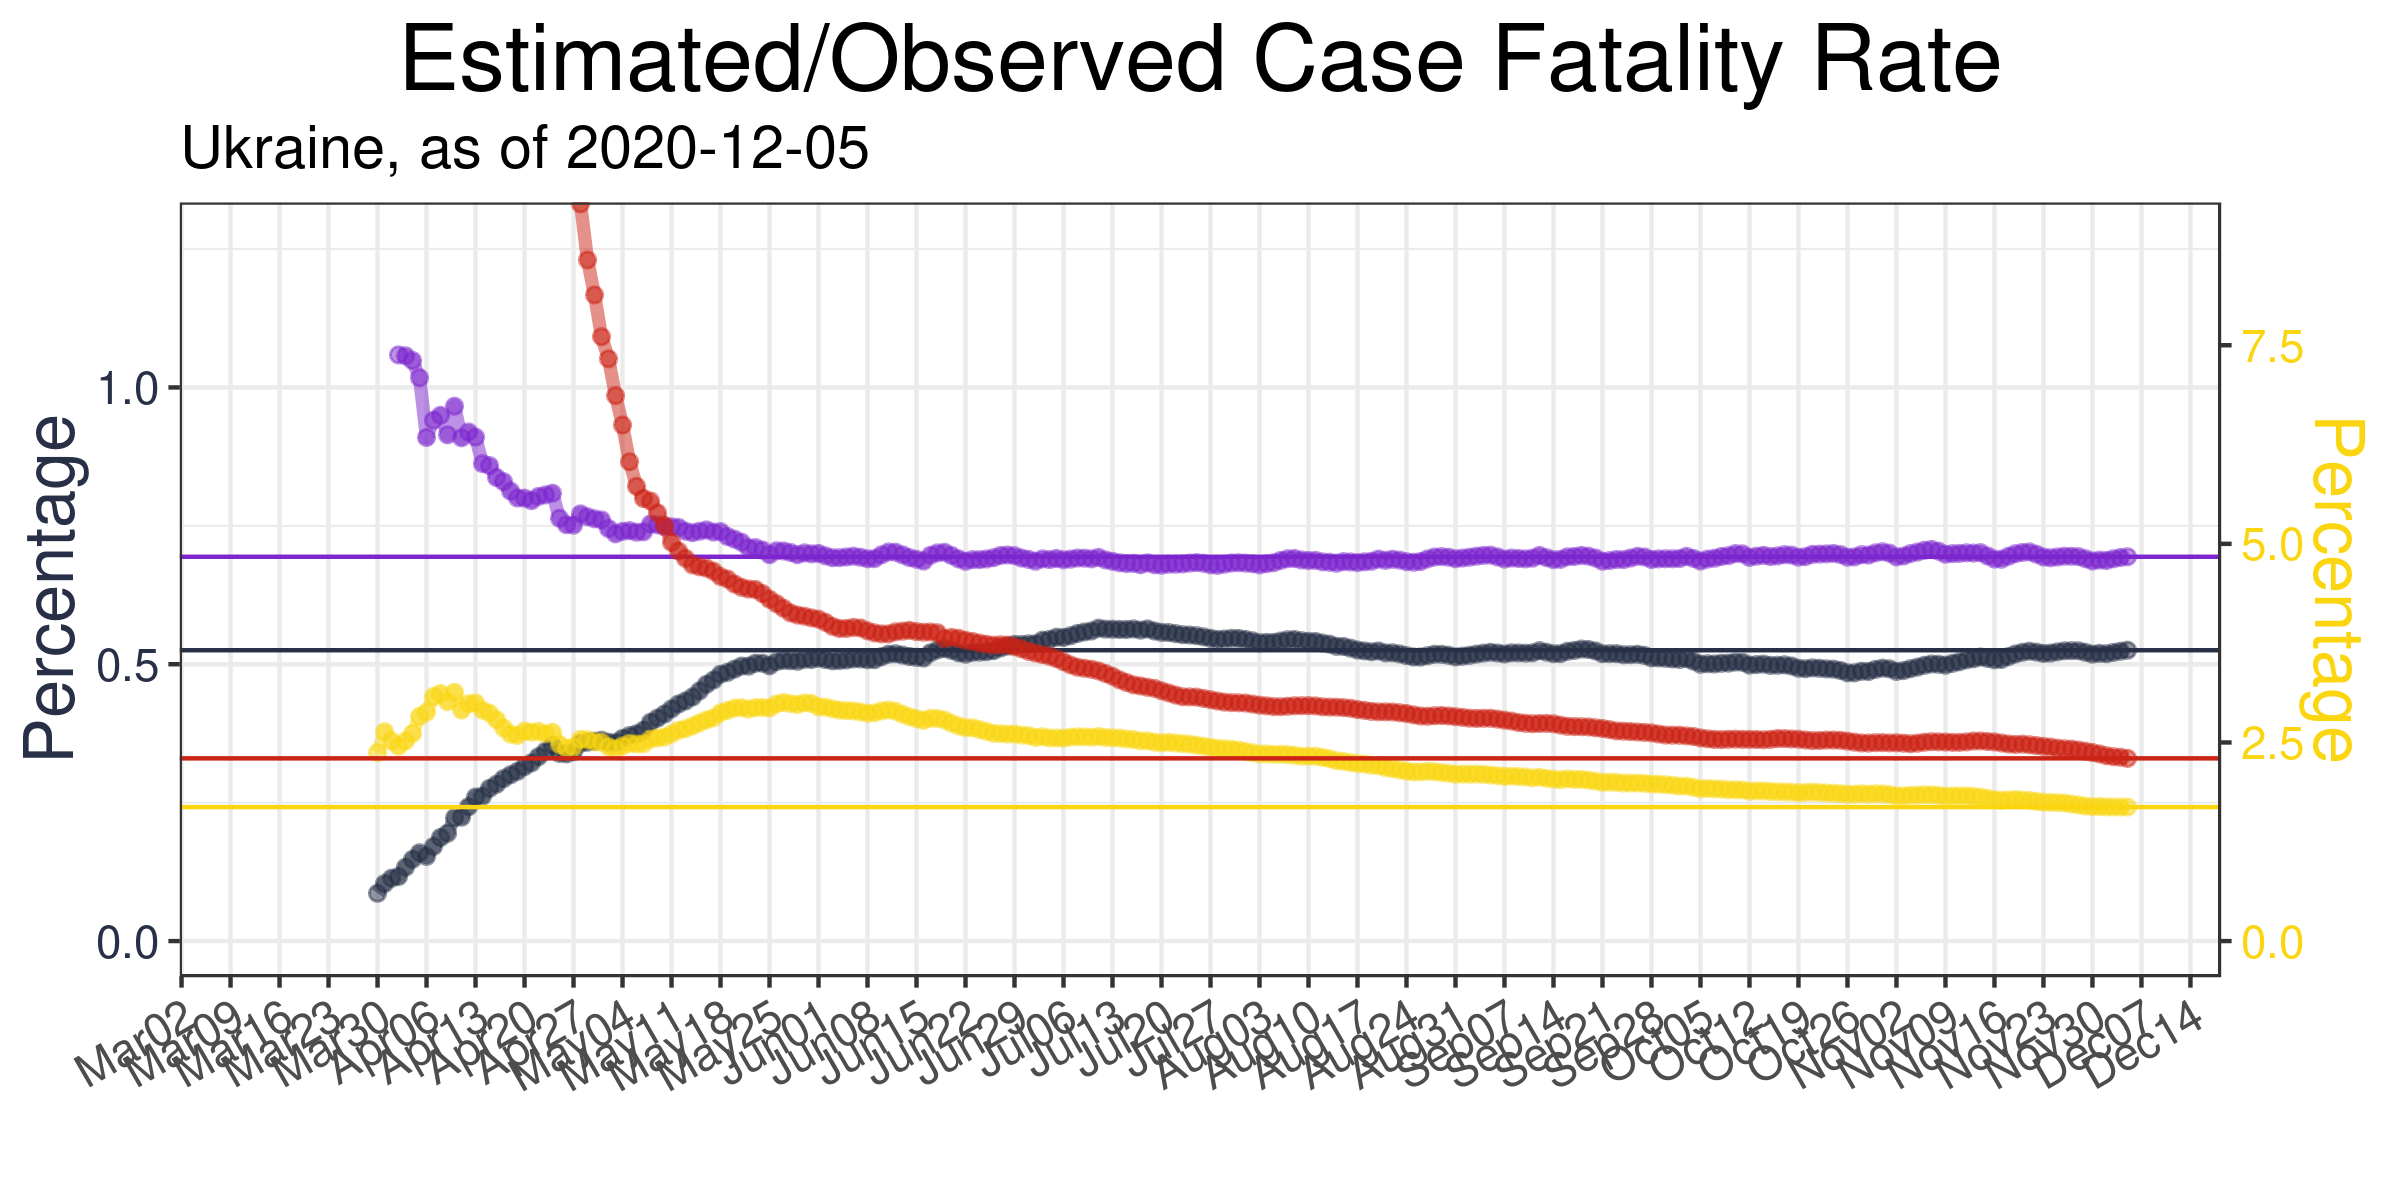 Estimated/Observed Case Fatality Rate
Ukraine, as of 2020-12-05
Percentage
1.0
0.5
0.0
7.5
5.0
2.5
0.0
Percentage
Mar02
Mar09
Mar16
Mar23
Mar30
Apr06
Apr13
Apr20
Apr27
May04
May11
May18
May25
Jun01
Jun08
Jun15
Jun22
Jun29
Jul06
Jul13
Jul20
Jul27
Aug03
Aug10
Aug17
Aug24
Aug31
Sep07
Sep14
Sep21
Sep28
Oct05
Oct12
Oct19
Oct26
Nov02
Nov09
Nov16
Nov23
Nov30
Dec07
Dec14